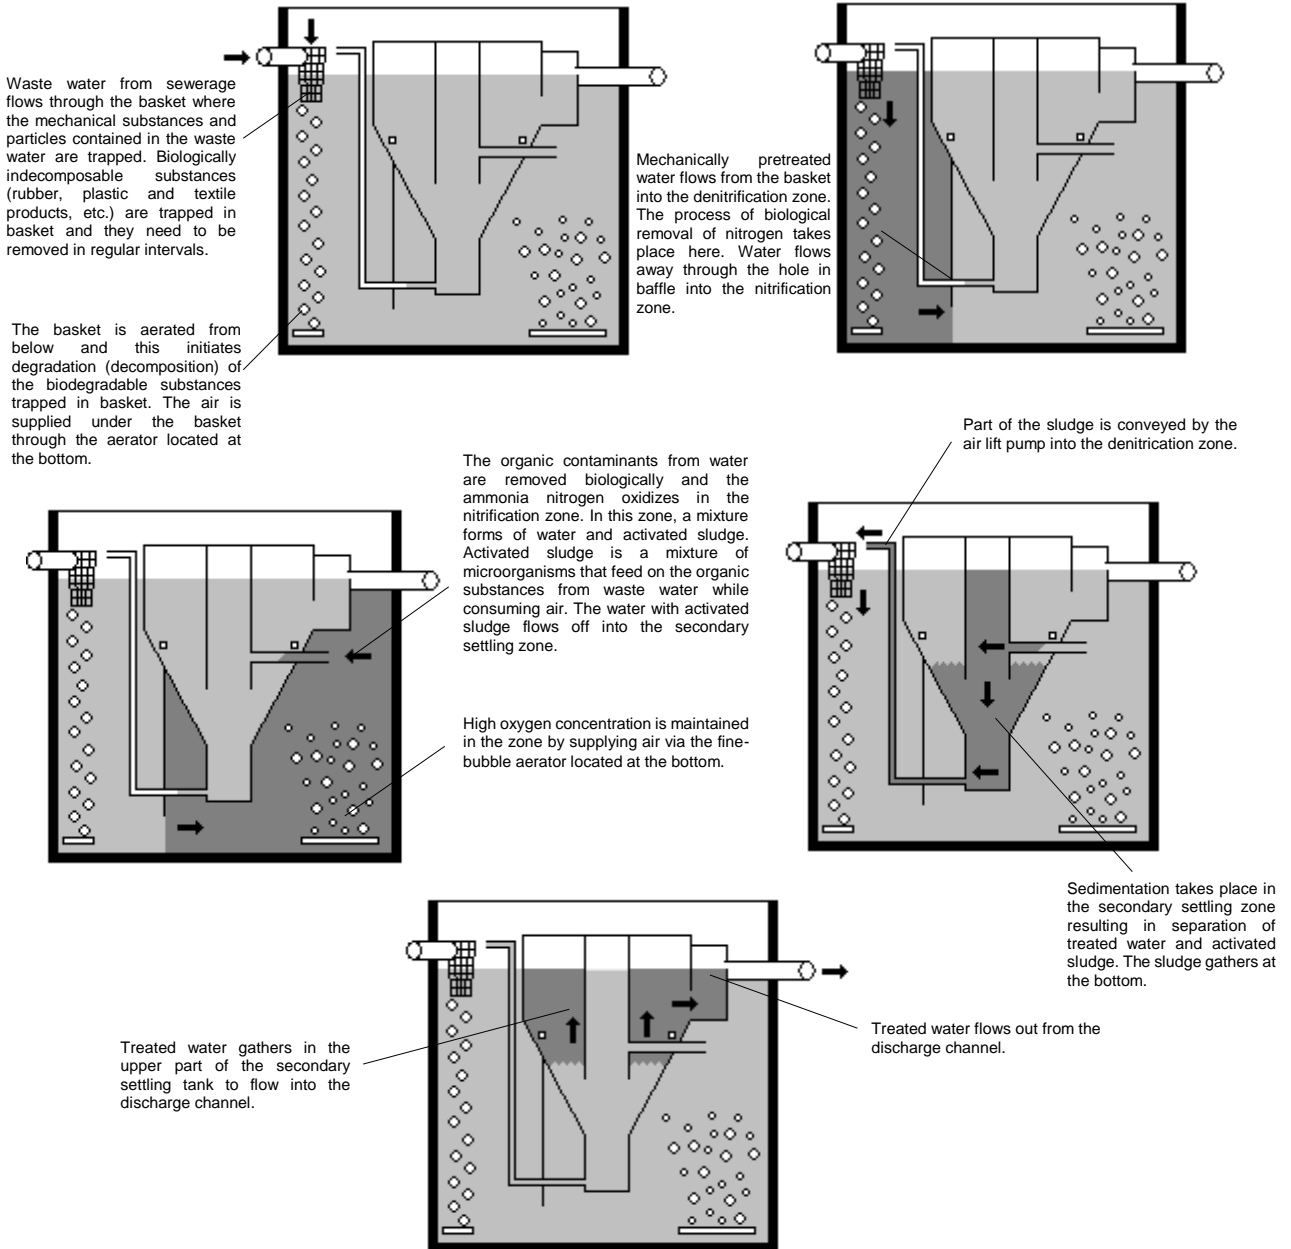 Waste water from sewerage
flows through the basket where
the mechanical substances and
particles contained in the waste
water are trapped. Biologically
indecomposable substances
(rubber, plastic and textile
products, etc.) are trapped in
basket and they need to be
removed in regular intervals.
The basket is aerated from
below and this initiates
degradation (decomposition) of
the biodegradable substances
trapped in basket. The air is
supplied under the basket
through the aerator located at
the bottom.
Mechanically pretreated
water flows from the basket
into the denitrification zone.
The process of biological
removal of nitrogen takes
place here. Water flows
away through the hole in
baffle into the nitrification
zone.
The organic contaminants from water
are removed biologically and the
ammonia nitrogen oxidizes in the
nitrification zone. In this zone, a mixture
forms of water and activated sludge.
Activated sludge is a mixture of
microorganisms that feed on the organic
substances from waste water while
consuming air. The water with activated
sludge flows off into the secondary
settling zone.
High oxygen concentration is maintained
in the zone by supplying air via the fine-
bubble aerator located at the bottom.
Part of the sludge is conveyed by the
air lift pump into the denitrication zone.
Sedimentation takes place in
the secondary settling zone
resulting in separation of
treated water and activated
sludge. The sludge gathers at
the bottom.
Treated water gathers in the
upper part of the secondary
settling tank to flow into the
discharge channel.
Treated water flows out from the
discharge channel.